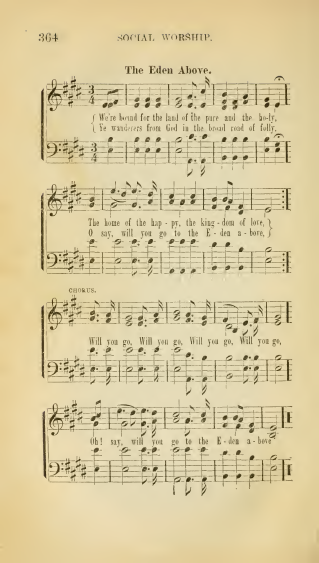 364 SOCIAL WORSHIP.
The Eden Above.
{ We're bound for the land of the pure and the ho-ly,
{ Ye wanderers from God in the broad road of folly.
The home of the hap - py, the king - dom of love, }
O say, will you go to the E - den a - bove, }
CHORUS.
Will you go, Will you go, Will you go, Will you go,
Oh! say, will you go to the E - den a - bove